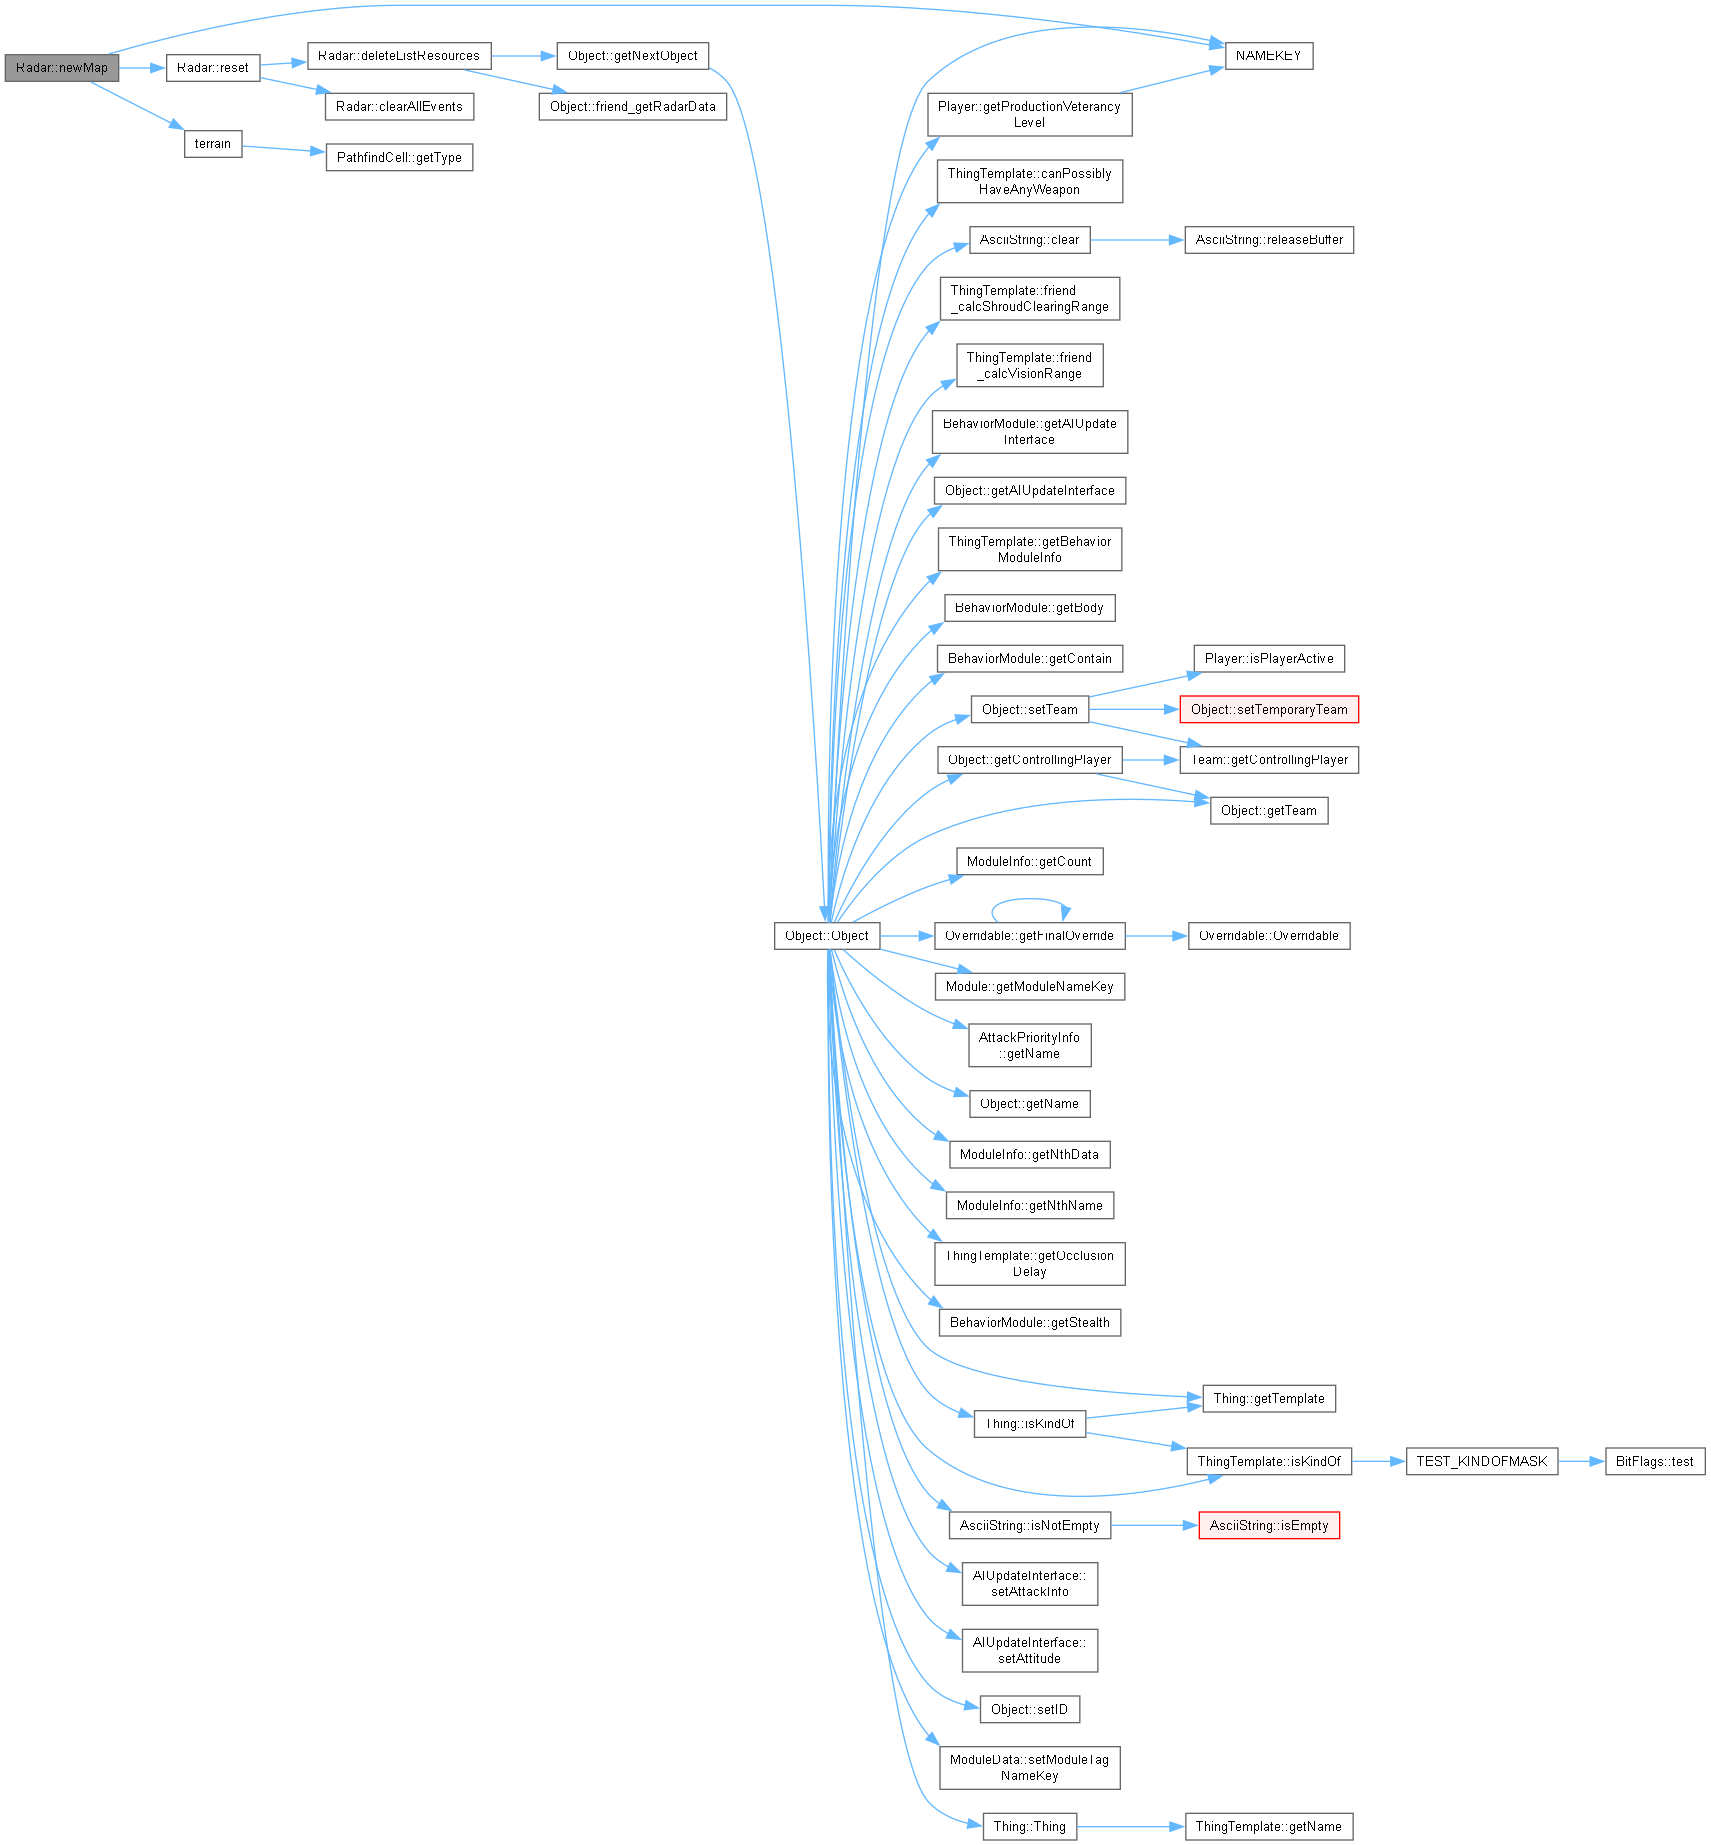 Radar::newMap
Radar::reset
Radar::deleteListResources
Object::getNextObject
NAMEKEY
Radar::clearAllEvents
Object::friend_getRadarData
terrain
PathfindCell::getType
Player::getProductionVeterancy
Level
ThingTemplate::canPossibly
HaveAnyWeapon
AsciiString::clear
AsciiString::releaseBuffer
ThingTemplate::friend
_calcShroudClearingRange
ThingTemplate::friend
_calcVisionRange
BehaviorModule::getAIUpdate
Interface
Object::getAIUpdateInterface
ThingTemplate::getBehavior
ModuleInfo
BehaviorModule::getBody
BehaviorModule::getContain
Player::isPlayerActive
Object::setTeam
Object::setTemporaryTeam
Object::getControllingPlayer
Team::getControllingPlayer
Object::getTeam
ModuleInfo::getCount
Object::Object
Overridable::getFinalOverride
Overridable::Overridable
Module::getModuleNameKey
AttackPriorityInfo
::getName
Object::getName
ModuleInfo::getNthData
ModuleInfo::getNthName
ThingTemplate::getOcclusion
Delay
BehaviorModule::getStealth
Thing::getTemplate
Thing::isKindOf
ThingTemplate::isKindOf
TEST_KINDOFMASK
BitFlags::test
AsciiString::isNotEmpty
AsciiString::isEmpty
AIUpdateInterface::
setAttackInfo
AIUpdateInterface::
setAttitude
Object::setID
ModuleData::setModuleTag
NameKey
Thing::Thing
ThingTemplate::getName